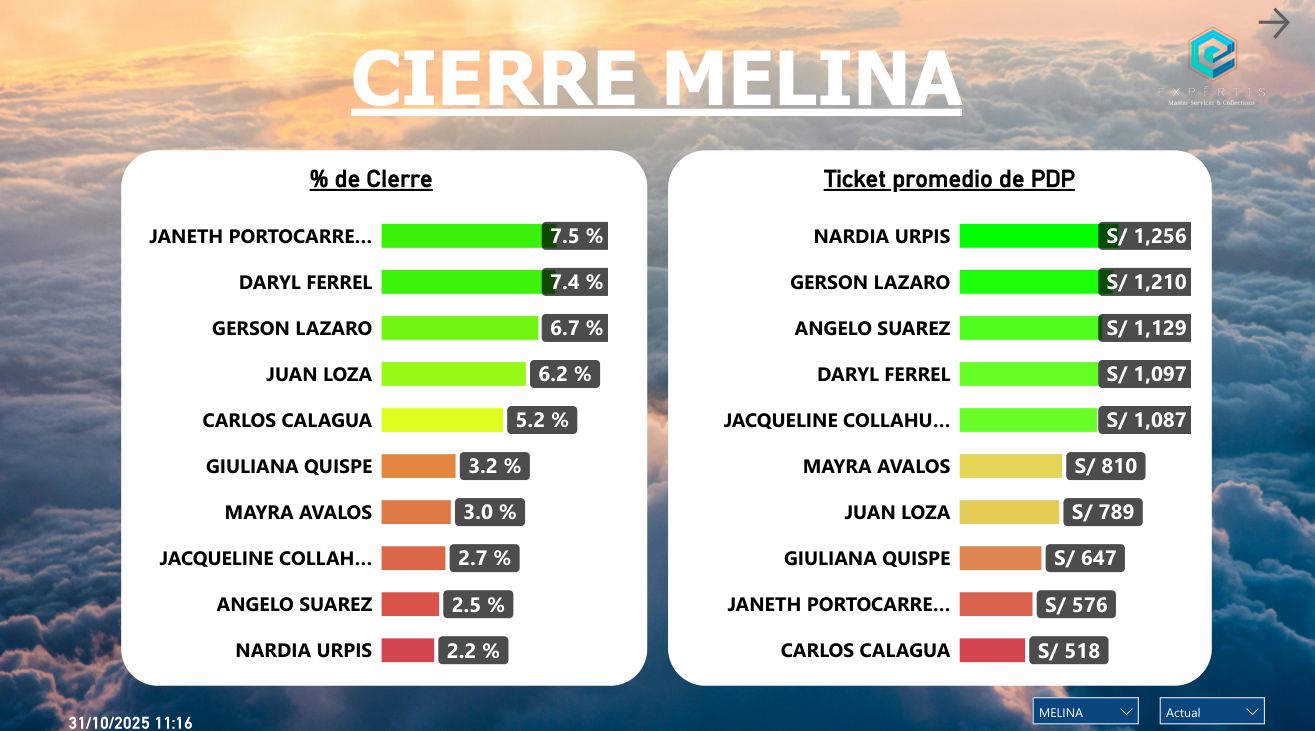 CIERRE MELINA
EXPERTIS
Master Servicer & Collections
% de Cierre
JANETH PORTOCARRE... 7.5 %
DARYL FERREL 7.4 %
GERSON LAZARO 6.7 %
JUAN LOZA 6.2 %
CARLOS CALAGUA 5.2 %
GIULIANA QUISPE 3.2 %
MAYRA AVALOS 3.0 %
JACQUELINE COLLAH... 2.7 %
ANGELO SUAREZ 2.5 %
NARDIA URPIS 2.2 %
Ticket promedio de PDP
NARDIA URPIS S/ 1,256
GERSON LAZARO S/ 1,210
ANGELO SUAREZ S/ 1,129
DARYL FERREL S/ 1,097
JACQUELINE COLLAHU... S/ 1,087
MAYRA AVALOS S/ 810
JUAN LOZA S/ 789
GIULIANA QUISPE S/ 647
JANETH PORTOCARRE... S/ 576
CARLOS CALAGUA S/ 518
31/10/2025 11:16
MELINA
Actual